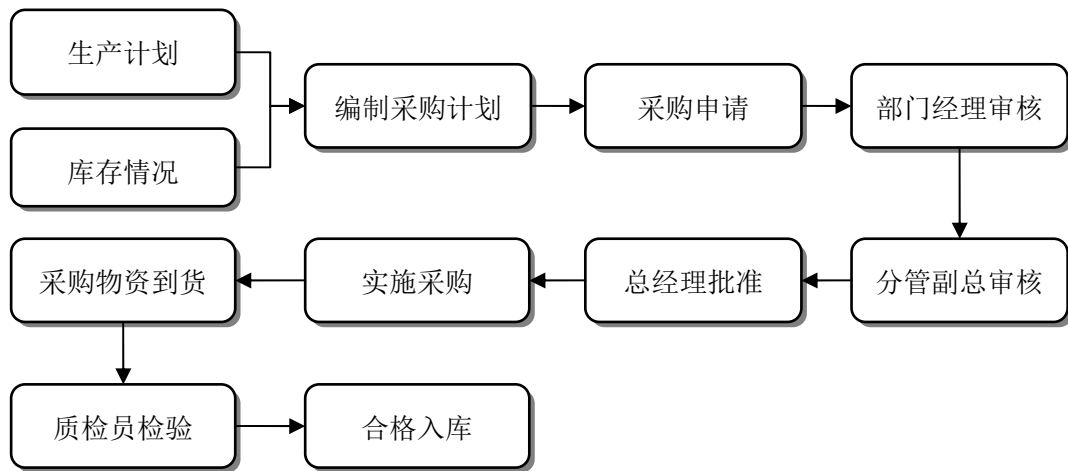 生产计划
库存情况
编制采购计划
采购申请
部门经理审核
分管副总审核
总经理批准
实施采购
采购物资到货
质检员检验
合格入库